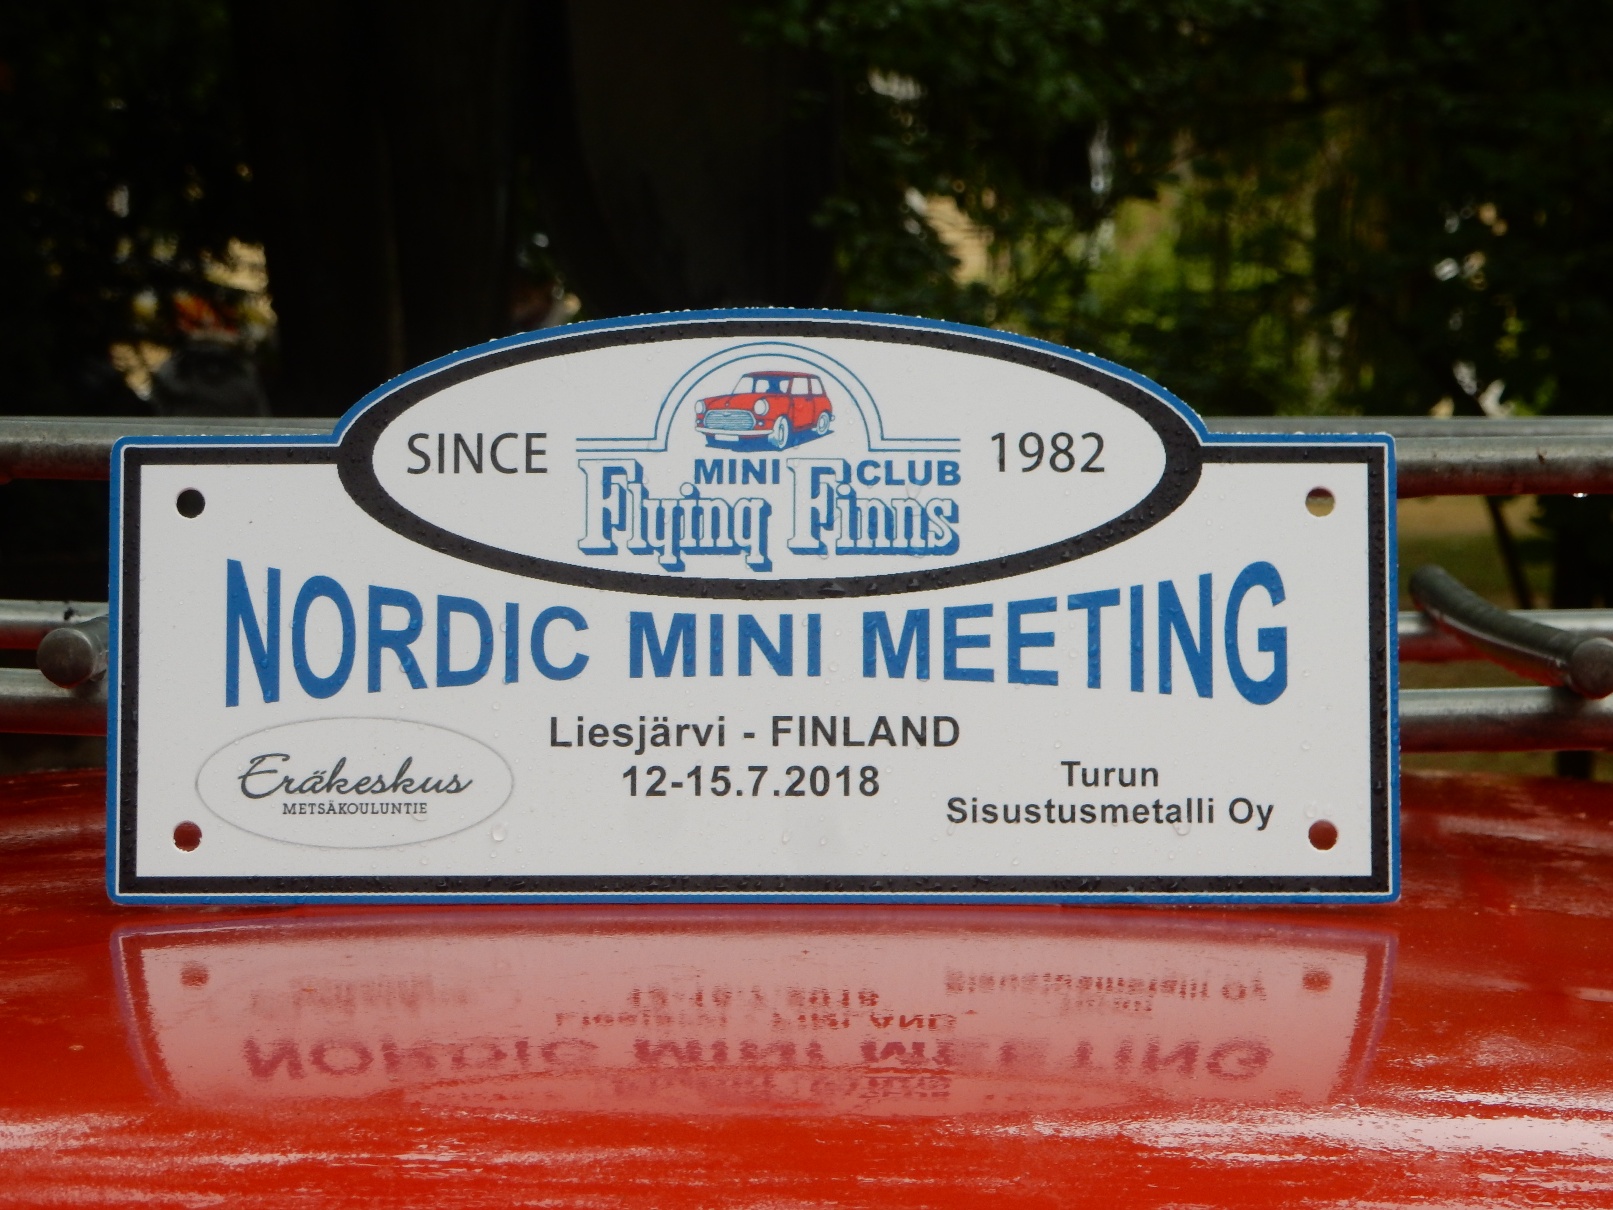 SINCE 1982
MINI CLUB
Flying Finns
NORDIC MINI MEETING
Liesjärvi - FINLAND
12-15.7.2018
Eräkeskus
METSÄKOULUNTIE
Turun
Sisustusmetalli Oy